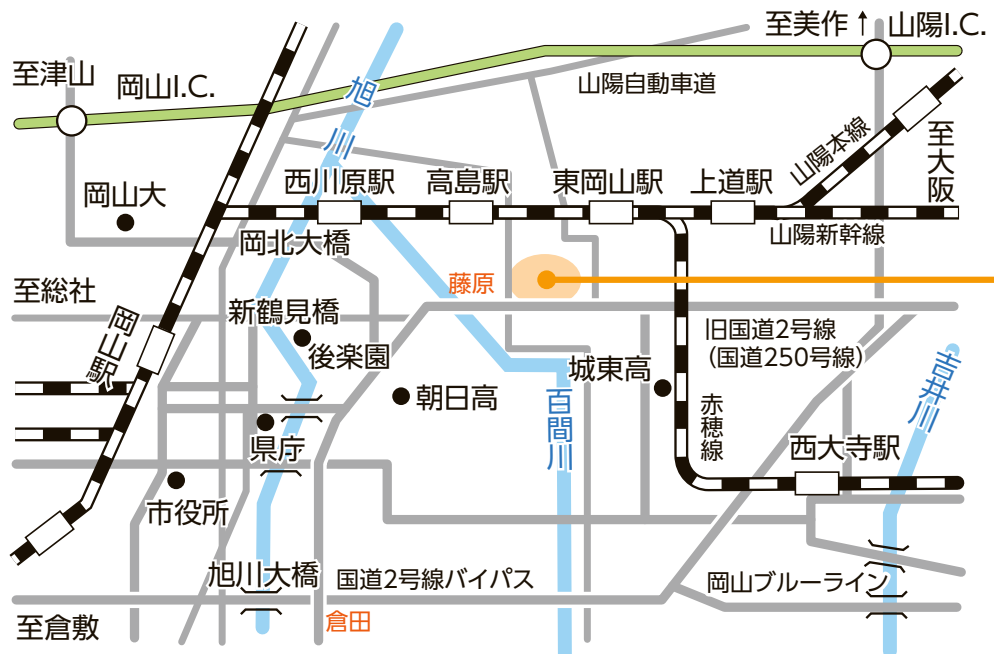 至美作↑
山陽I.C.
至津山
岡山I.C.
旭川
山陽自動車道
山陽本線
至大阪
岡山大
西川原駅
高島駅
東岡山駅
上道駅
岡北大橋
山陽新幹線
藤原
至総社
新鶴見橋
岡山駅
後楽園
旧国道2号線
（国道250号線）
城東高
朝日高
百間川
赤穂線
吉井川
県庁
西大寺駅
市役所
旭川大橋
国道2号線バイパス
岡山ブルーライン
至倉敷
倉田